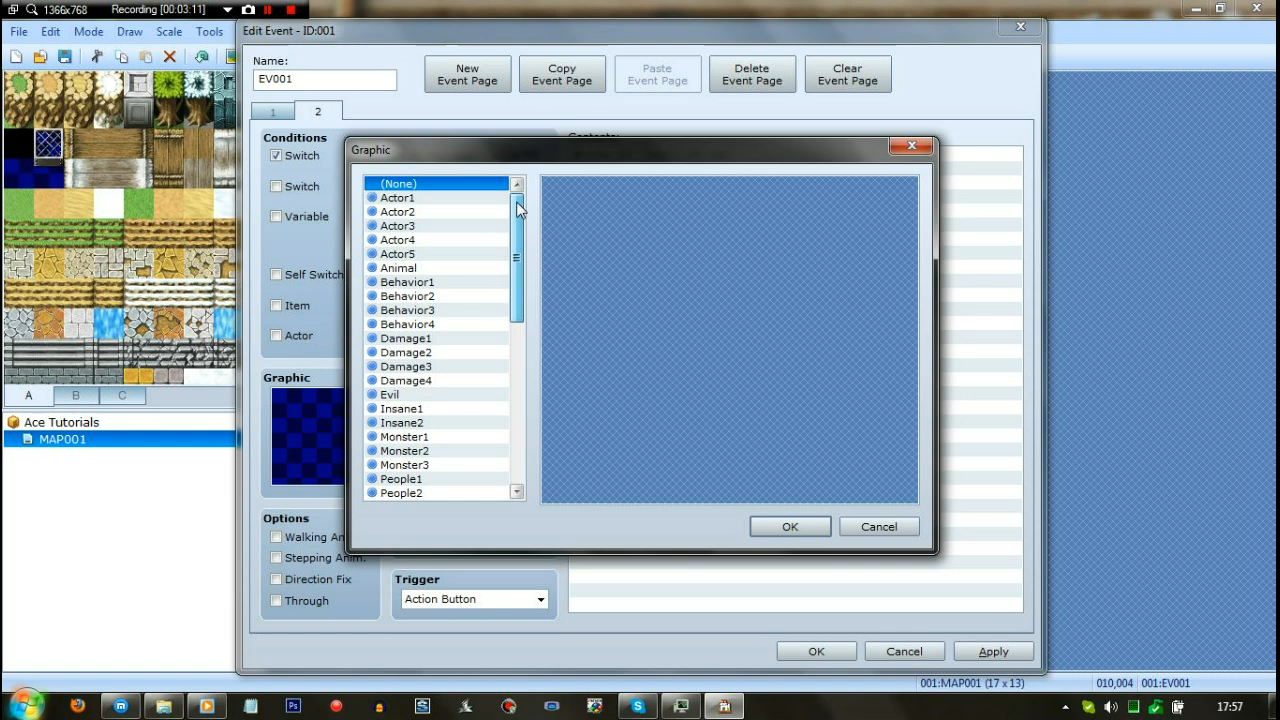 1366x768 Recording [00:03:11]
File Edit Mode Draw Scale Tools
Edit Event - ID:001
Name:
EV001
New Event Page
Copy Event Page
Paste Event Page
Delete Event Page
Clear Event Page
1 2
Conditions
Switch
Switch
Variable
Self Switch
Item
Actor
Graphic
Options
Walking An
Stepping Anim.
Direction Fix
Through
Trigger
Action Button
Contents:
Graphic
(None)
Actor1
Actor2
Actor3
Actor4
Actor5
Animal
Behavior1
Behavior2
Behavior3
Behavior4
Damage1
Damage2
Damage3
Damage4
Evil
Insane1
Insane2
Monster1
Monster2
Monster3
People1
People2
OK Cancel
OK Cancel Apply
A B C
Ace Tutorials
MAP001
001:MAP001 (17 x 13) 010,004 001:EV001
Ps
17:57